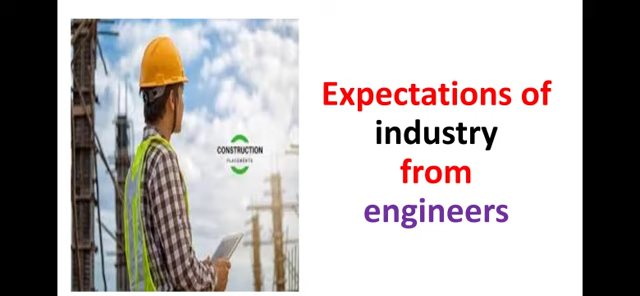 CONSTRUCTION
PLACEMENTS
Expectations of
industry
from
engineers